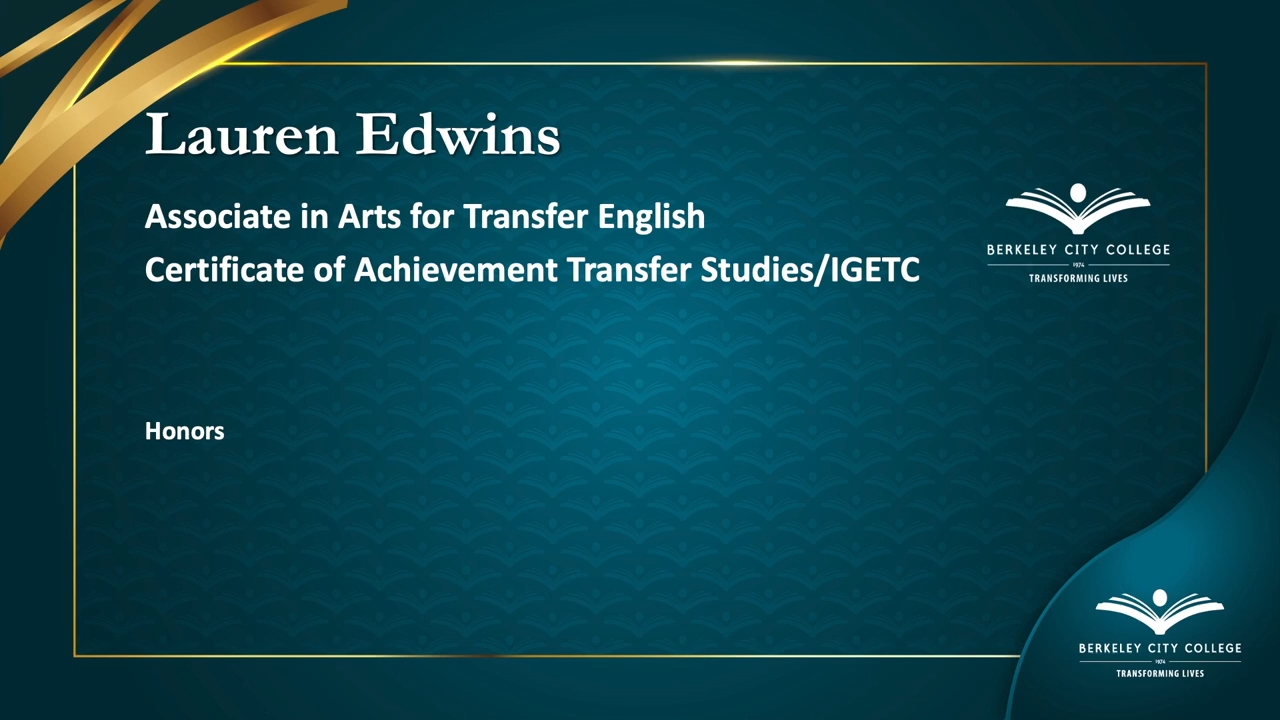 Lauren Edwins
Associate in Arts for Transfer English
Certificate of Achievement Transfer Studies/IGETC
BERKELEY CITY COLLEGE
1974
TRANSFORMING LIVES
Honors
BERKELEY CITY COLLEGE
1974
TRANSFORMING LIVES